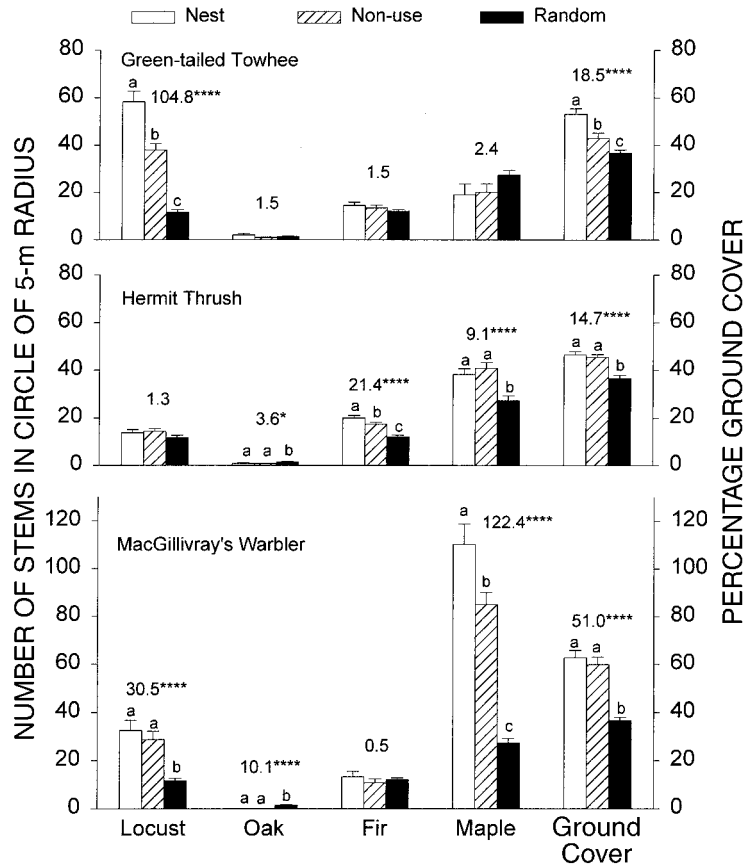 Nest Non-use Random
NUMBER OF STEMS IN CIRCLE OF 5-m RADIUS
PERCENTAGE GROUND COVER
Green-tailed Towhee
80 60 40 20 0
a b c 104.8****
1.5
1.5
2.4
a b c 18.5****
80 60 40 20 0
Hermit Thrush
80 60 40 20 0
1.3
a a b 3.6*
a b c 21.4****
a a b 9.1****
a a b 14.7****
80 60 40 20 0
MacGillivray's Warbler
120 100 80 60 40 20 0
a a b 30.5****
a a b 10.1****
0.5
a b c 122.4****
a a b 51.0****
120 100 80 60 40 20 0
Locust Oak Fir Maple Ground
Cover